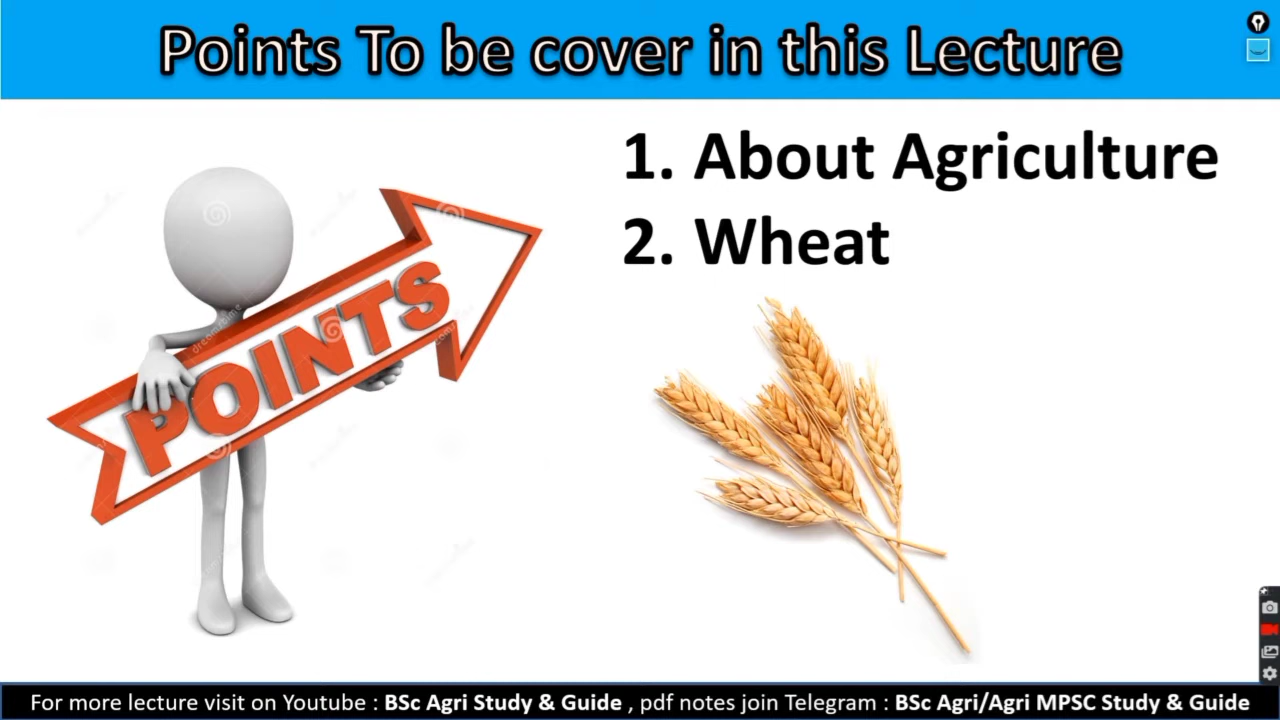 Points To be cover in this Lecture
1. About Agriculture
2. Wheat
POINTS
dreamstime
For more lecture visit on Youtube : BSc Agri Study & Guide , pdf notes join Telegram : BSc Agri/Agri MPSC Study & Guide